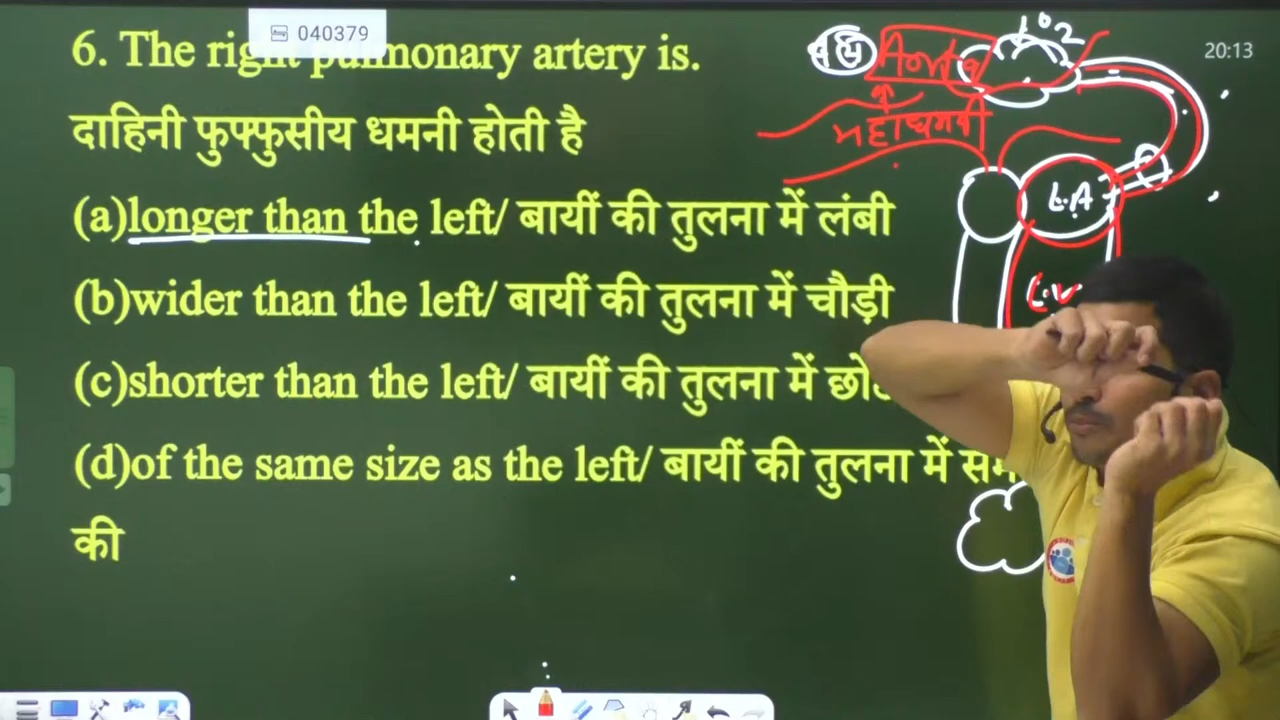 040379
6. The right pulmonary artery is.
20:13
दाहिनी फुफ्फुसीय धमनी होती है
महाधमनी
(a)longer than the left/ बायीं की तुलना में लंबी
L.A
(b)wider than the left/ बायीं की तुलना में चौड़ी
L.V
(c)shorter than the left/ बायीं की तुलना में
(d)of the same size as the left/ बायीं की तुलना में
की